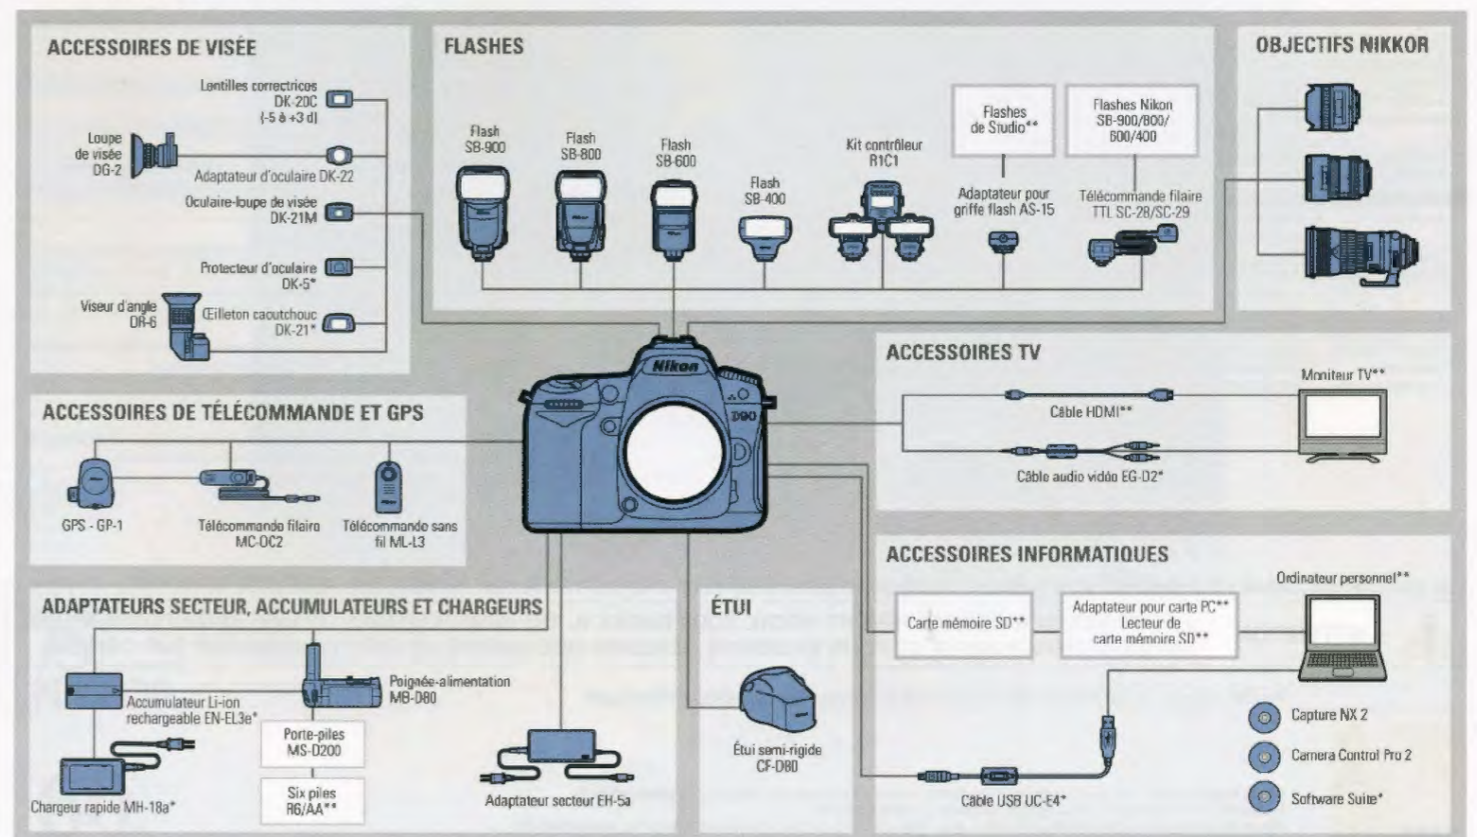 ACCESSOIRES DE VISÉE
Lentilles correctrices
DK-20C
(-5 à +3 d)
Loupe
de visée
DG-2
Adaptateur d'oculaire DK-22
Oculaire-loupe de visée
DK-21M
Protecteur d'oculaire
DK-5*
Viseur d'angle
DR-6
Œilleton caoutchouc
DK-21*
FLASHES
Flash
SB-900
Flash
SB-800
Flash
SB-600
Flash
SB-400
Kit contrôleur
R1C1
Flashes
de Studio**
Adaptateur pour
griffe flash AS-15
Flashes Nikon
SB-900/800/
600/400
Télécommande filaire
TTL SC-28/SC-29
OBJECTIFS NIKKOR
Nikon
D90
ACCESSOIRES TV
Moniteur TV**
Câble HDMI**
Câble audio vidéo EG-D2*
ACCESSOIRES DE TÉLÉCOMMANDE ET GPS
GPS - GP-1
Télécommande filaire
MC-DC2
Télécommande sans
fil ML-L3
ACCESSOIRES INFORMATIQUES
Ordinateur personnel**
Carte mémoire SD**
Adaptateur pour carte PC**
Lecteur de
carte mémoire SD**
Capture NX 2
Camera Control Pro 2
Software Suite*
Câble USB UC-E4*
ADAPTATEURS SECTEUR, ACCUMULATEURS ET CHARGEURS
Accumulateur Li-ion
rechargeable EN-EL3e*
Poignée-alimentation
MB-D80
Porte-piles
MS-D200
Six piles
R6/AA**
Chargeur rapide MH-18a*
Adaptateur secteur EH-5a
ÉTUI
Étui semi-rigide
CF-D80